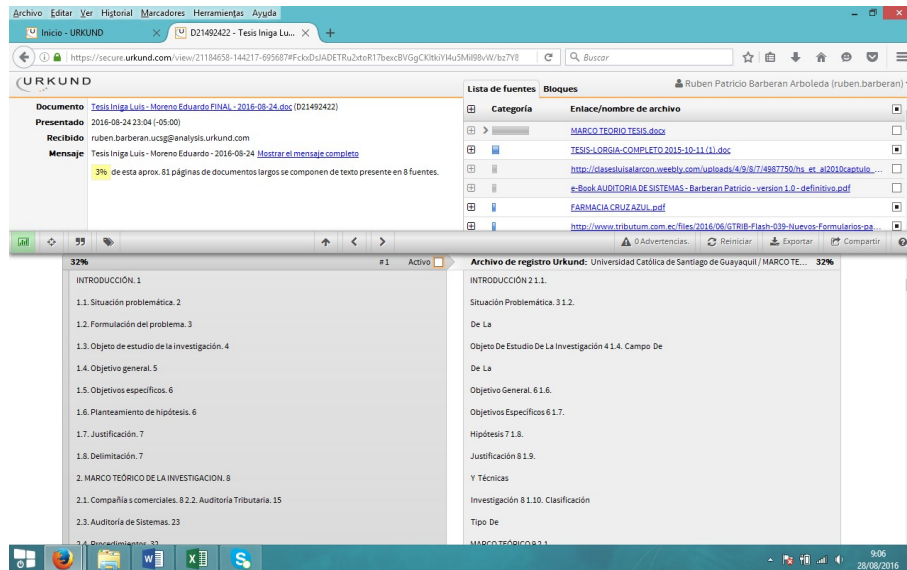 Archivo Editar Ver Historial Marcadores Herramientas Ayuda
Inicio - URKUND
D21492422 - Tesis Iniga Lu...
Buscar
URKUND
Documento Tesis Iniga Luis - Moreno Eduardo FINAL - 2016-08-24.doc (D21492422)
Presentado 2016-08-24 23:04 (-05:00)
Recibido ruben.barberan.ucsg@analysis.urkund.com
Mensaje Tesis Iniga Luis - Moreno Eduardo - 2016-08-24 Mostrar el mensaje completo
3% de esta aprox. 81 páginas de documentos largos se componen de texto presente en 8 fuentes.
Ruben Patricio Barberan Arboleda (ruben.barberan)
Lista de fuentes Bloques
Categoría Enlace/nombre de archivo
MARCO TEORIO TESIS.docx
TESIS-LORGIA-COMPLETO 2015-10-11 (1).doc
http://clasesluisalarcon.weebly.com/uploads/4/9/8/7/4987750/hs_et_al2010captulo_...
e-Book AUDITORIA DE SISTEMAS - Barberan Patricio - version 1.0 - definitivo.pdf
FARMACIA CRUZ AZUL.pdf
http://www.tributum.com.ec/files/2016/06/GTRIB-Flash-039-Nuevos-Formularios-pa...
0 Advertencias. Reiniciar Exportar Compartir
32% #1 Activo
INTRODUCCIÓN. 1
1.1. Situación problemática. 2
1.2. Formulación del problema. 3
1.3. Objeto de estudio de la investigación. 4
1.4. Objetivo general. 5
1.5. Objetivos específicos. 6
1.6. Planteamiento de hipótesis. 6
1.7. Justificación. 7
1.8. Delimitación. 7
2. MARCO TEÓRICO DE LA INVESTIGACION. 8
2.1. Compañía s comerciales. 8 2.2. Auditoría Tributaria. 15
2.3. Auditoría de Sistemas. 23
2.4. Procedimientos. 32
Archivo de registro Urkund: Universidad Católica de Santiago de Guayaquil / MARCO TE... 32%
INTRODUCCIÓN 2 1.1.
Situación Problemática. 3 1.2.
De La
Objeto De Estudio De La Investigación 4 1.4. Campo De
De La
Objetivo General. 6 1.6.
Objetivos Específicos 6 1.7.
Hipótesis 7 1.8.
Justificación 8 1.9.
Y Técnicas
Investigación 8 1.10. Clasificación
Tipo De
MARCO TEÓRICO 9 2.1.
9:06
28/08/2016